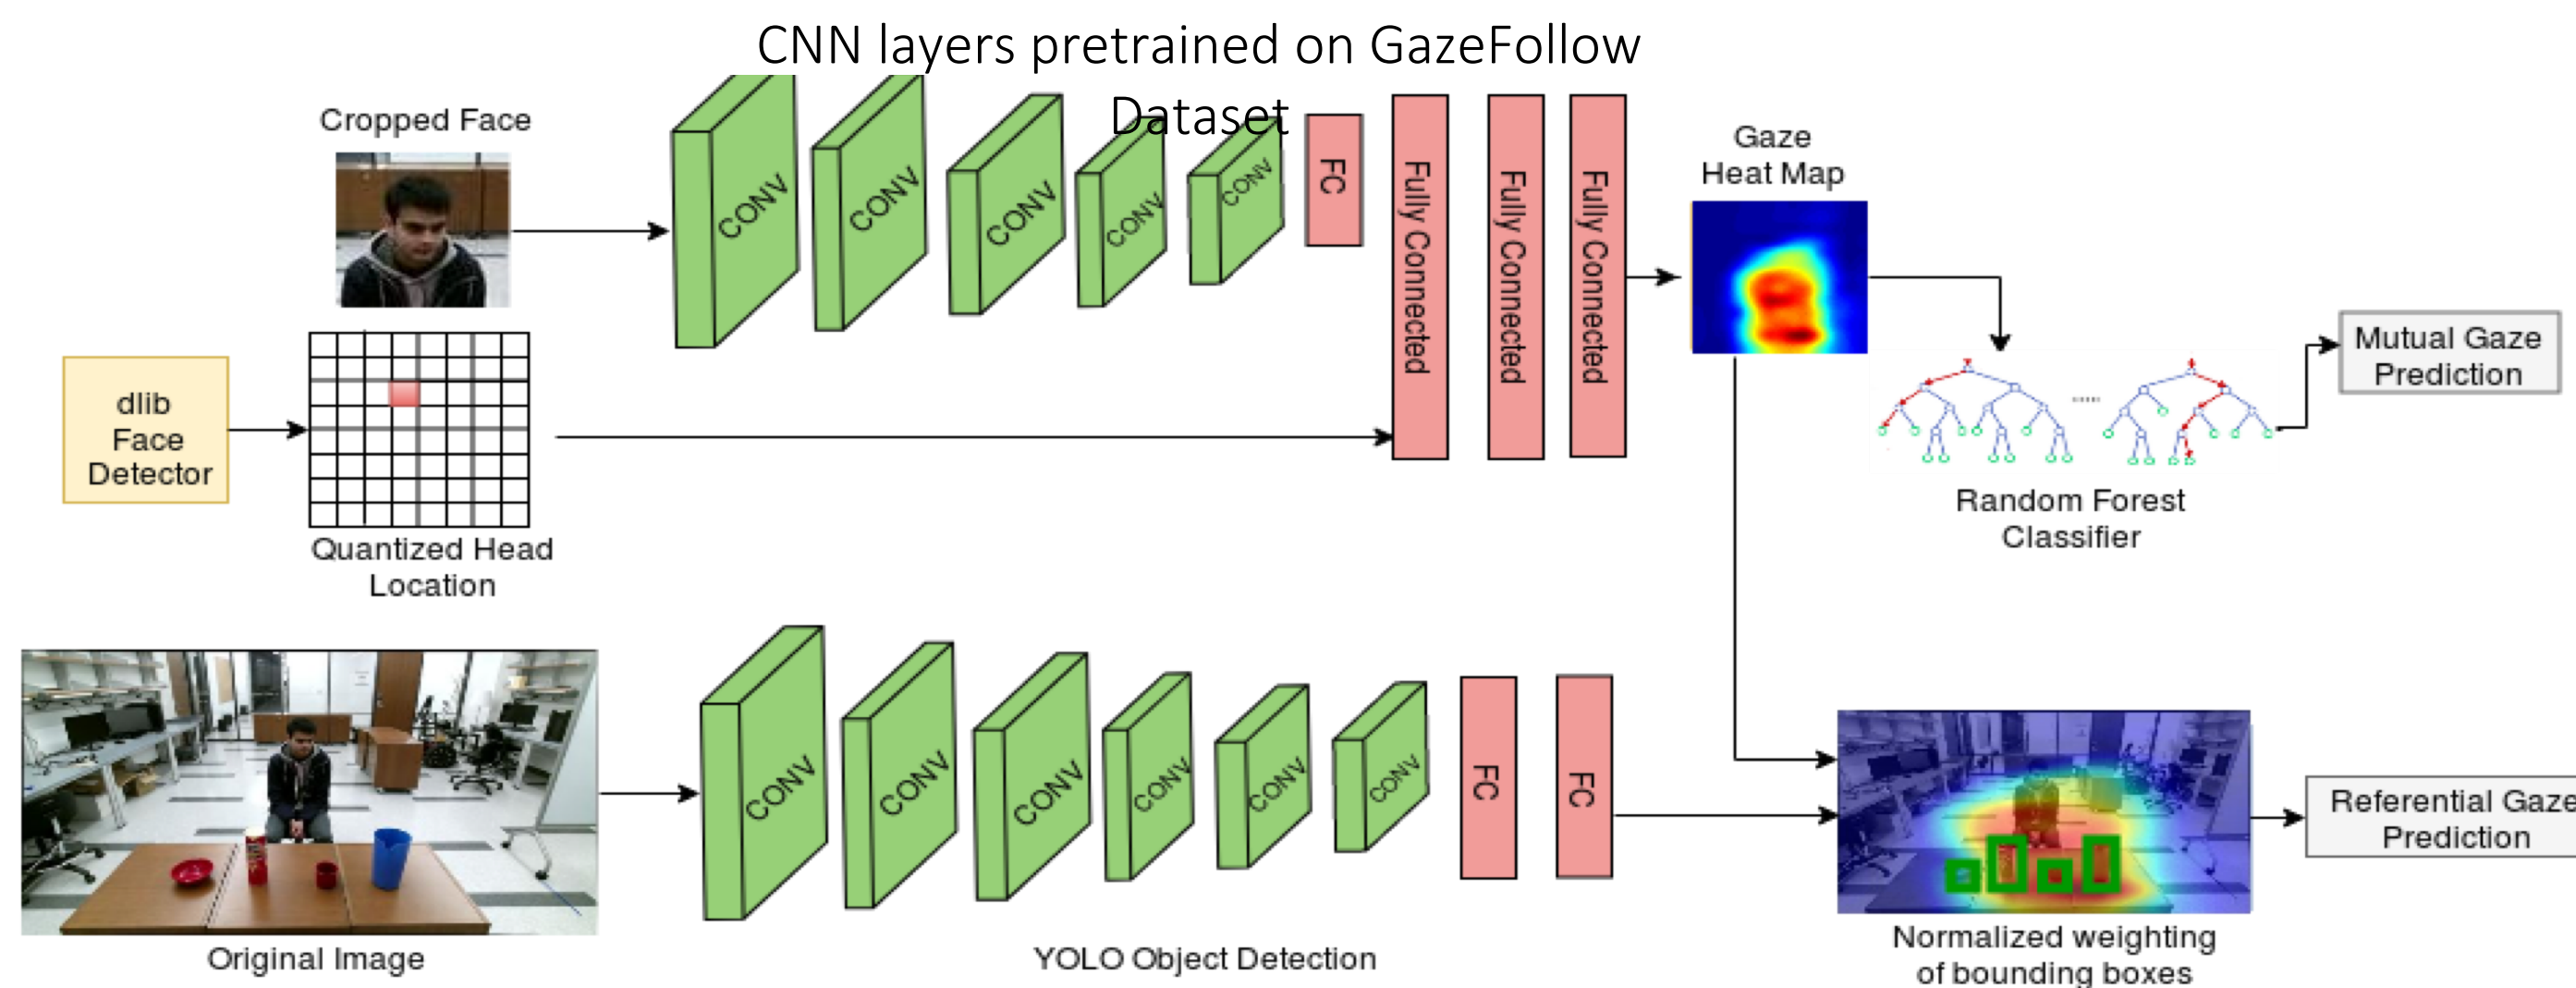 CNN layers pretrained on GazeFollow
Dataset
Cropped Face
CONV
CONV
CONV
CONV
CONV
FC
Fully Connected
Fully Connected
Fully Connected
Gaze
Heat Map
dlib
Face
Detector
Quantized Head
Location
Mutual Gaze
Prediction
Random Forest
Classifier
Original Image
CONV
CONV
CONV
CONV
CONV
CONV
FC
FC
YOLO Object Detection
Normalized weighting
of bounding boxes
Referential Gaze
Prediction